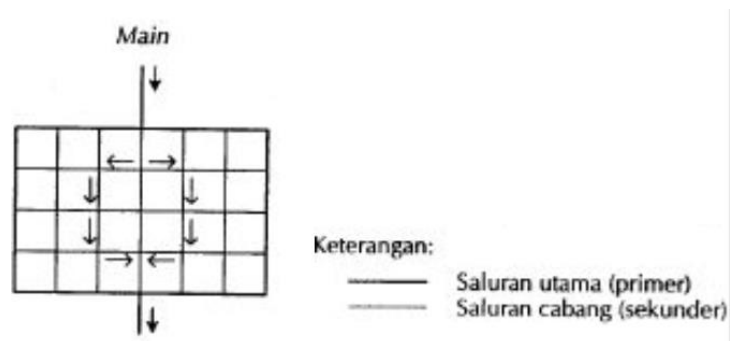 Main
Keterangan:
Saluran utama (primer)
Saluran cabang (sekunder)